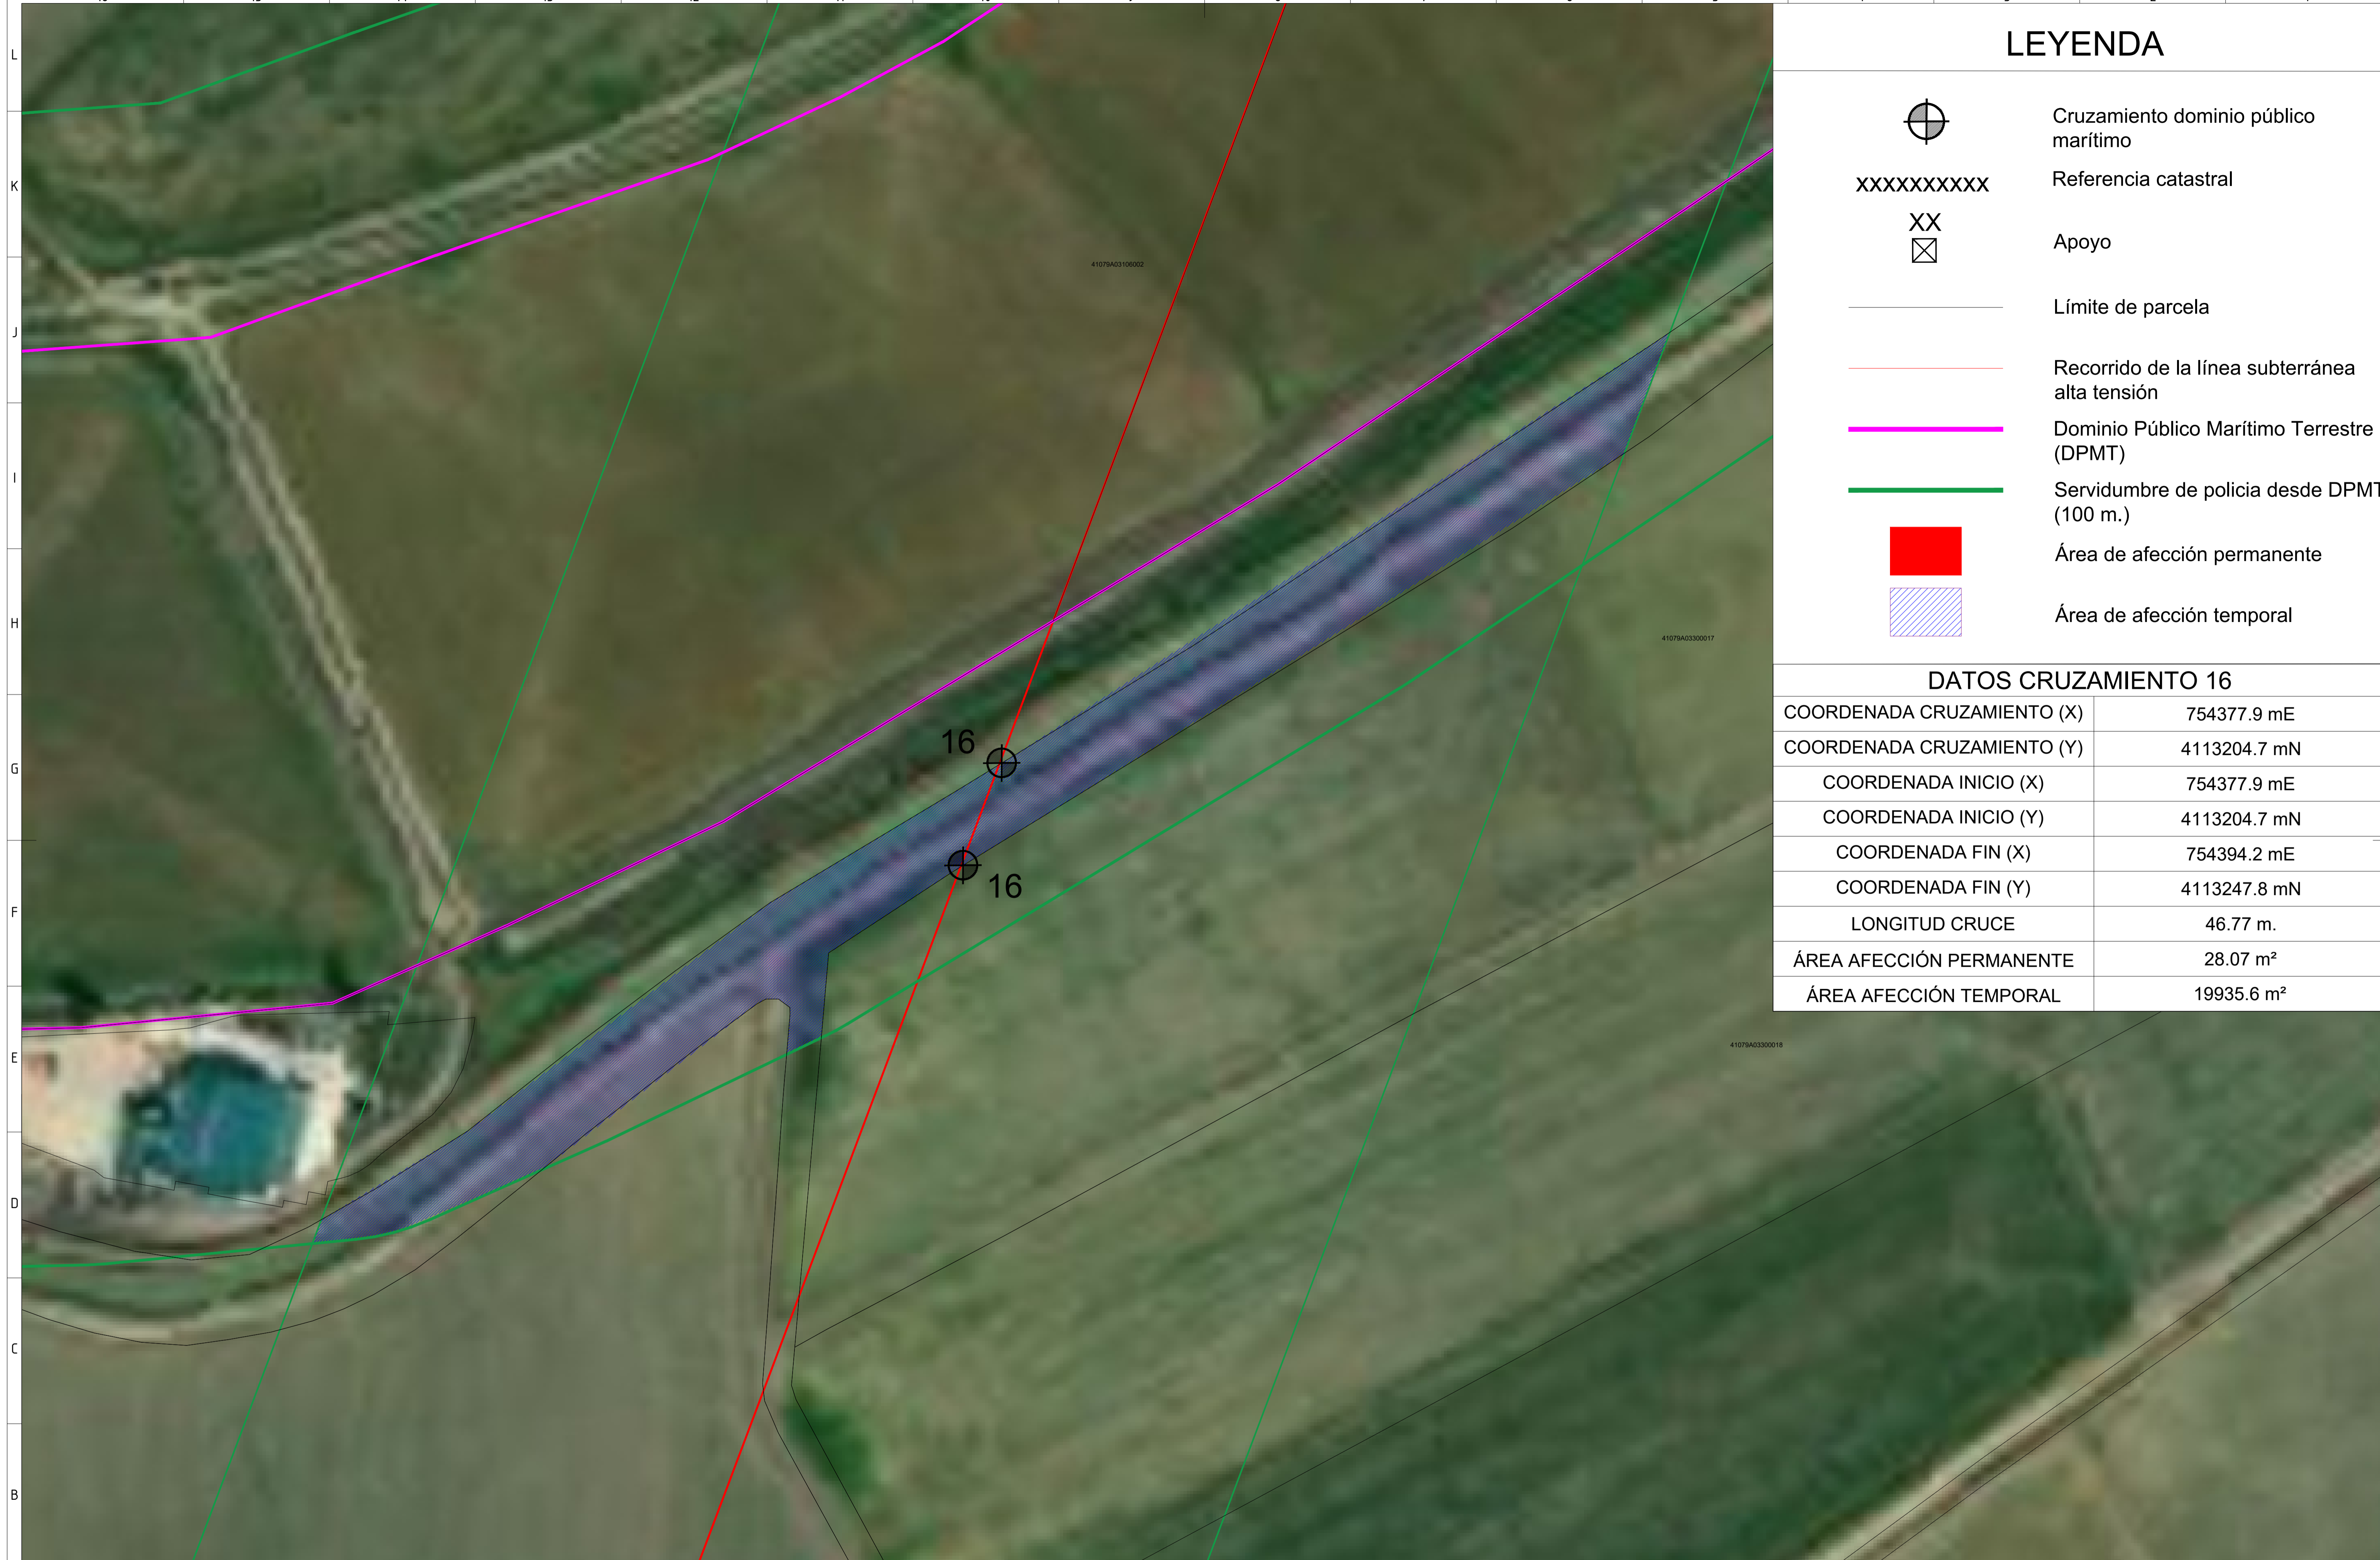 L
K
J
I
H
G
F
E
D
C
B
41079A03106002
41079A03300017
41079A03300018
16
16
LEYENDA
Cruzamiento dominio público
marítimo
xxxxxxxxxx Referencia catastral
XX
Apoyo
Límite de parcela
Recorrido de la línea subterránea
alta tensión
Dominio Público Marítimo Terrestre
(DPMT)
Servidumbre de policia desde DPMT
(100 m.)
Área de afección permanente
Área de afección temporal
DATOS CRUZAMIENTO 16
COORDENADA CRUZAMIENTO (X) 754377.9 mE
COORDENADA CRUZAMIENTO (Y) 4113204.7 mN
COORDENADA INICIO (X) 754377.9 mE
COORDENADA INICIO (Y) 4113204.7 mN
COORDENADA FIN (X) 754394.2 mE
COORDENADA FIN (Y) 4113247.8 mN
LONGITUD CRUCE 46.77 m.
ÁREA AFECCIÓN PERMANENTE 28.07 m²
ÁREA AFECCIÓN TEMPORAL 19935.6 m²